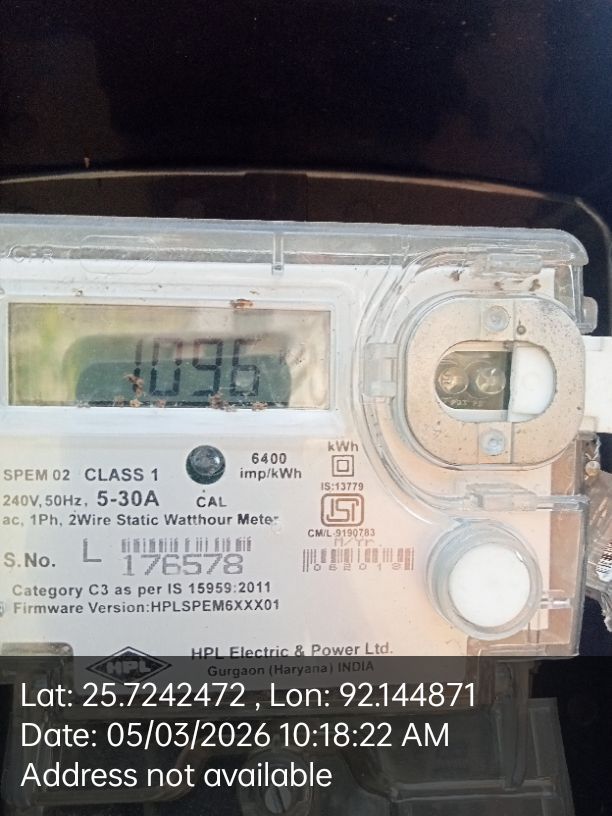 1096
kWh
6400
imp/kWh
SPEM 02 CLASS 1
240V, 50Hz, 5-30A CAL
ac, 1Ph, 2Wire Static Watthour Meter
IS:13779
ISI
CM/L-9190783
M/Yr.
S.No. L 176578
062018
Category C3 as per IS 15959:2011
Firmware Version:HPLSPEM6XXX01
HPL
HPL Electric & Power Ltd.
Gurgaon (Haryana) INDIA
Lat: 25.7242472 , Lon: 92.144871
Date: 05/03/2026 10:18:22 AM
Address not available